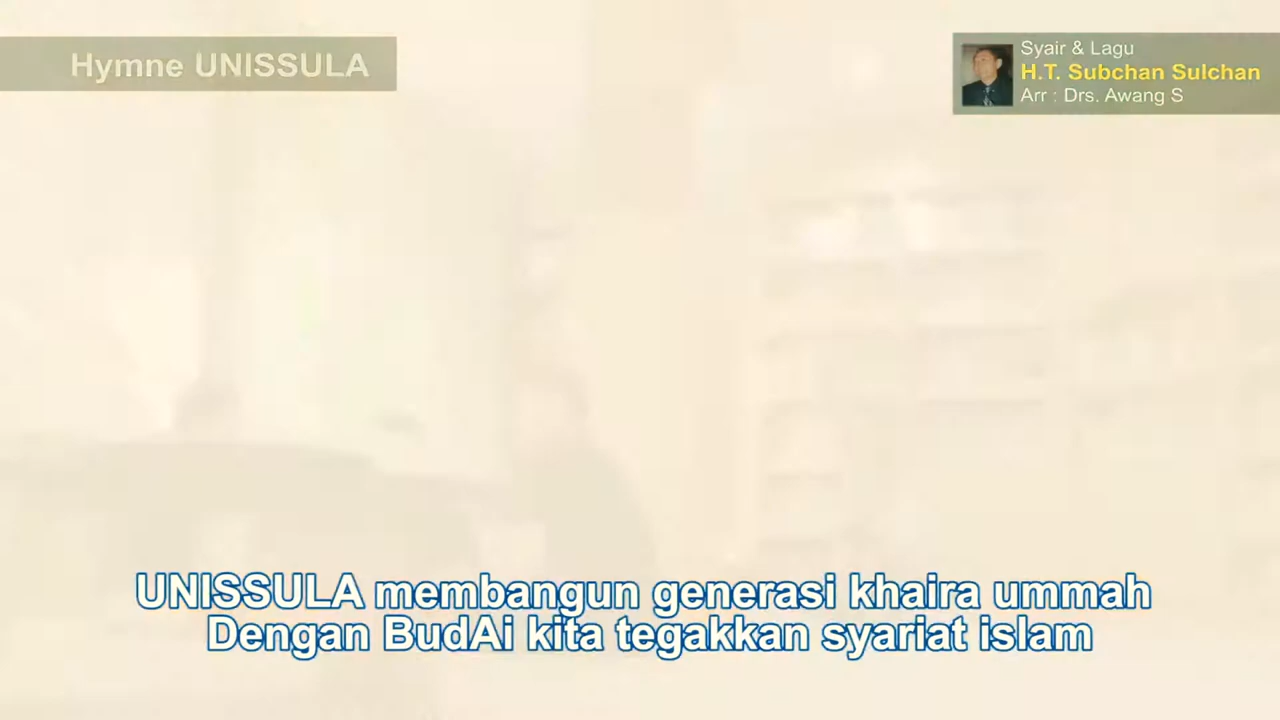 Hymne UNISSULA
Syair & Lagu
H.T. Subchan Sulchan
Arr : Drs. Awang S
UNISSULA membangun generasi khaira ummah
Dengan BudAi kita tegakkan syariat islam